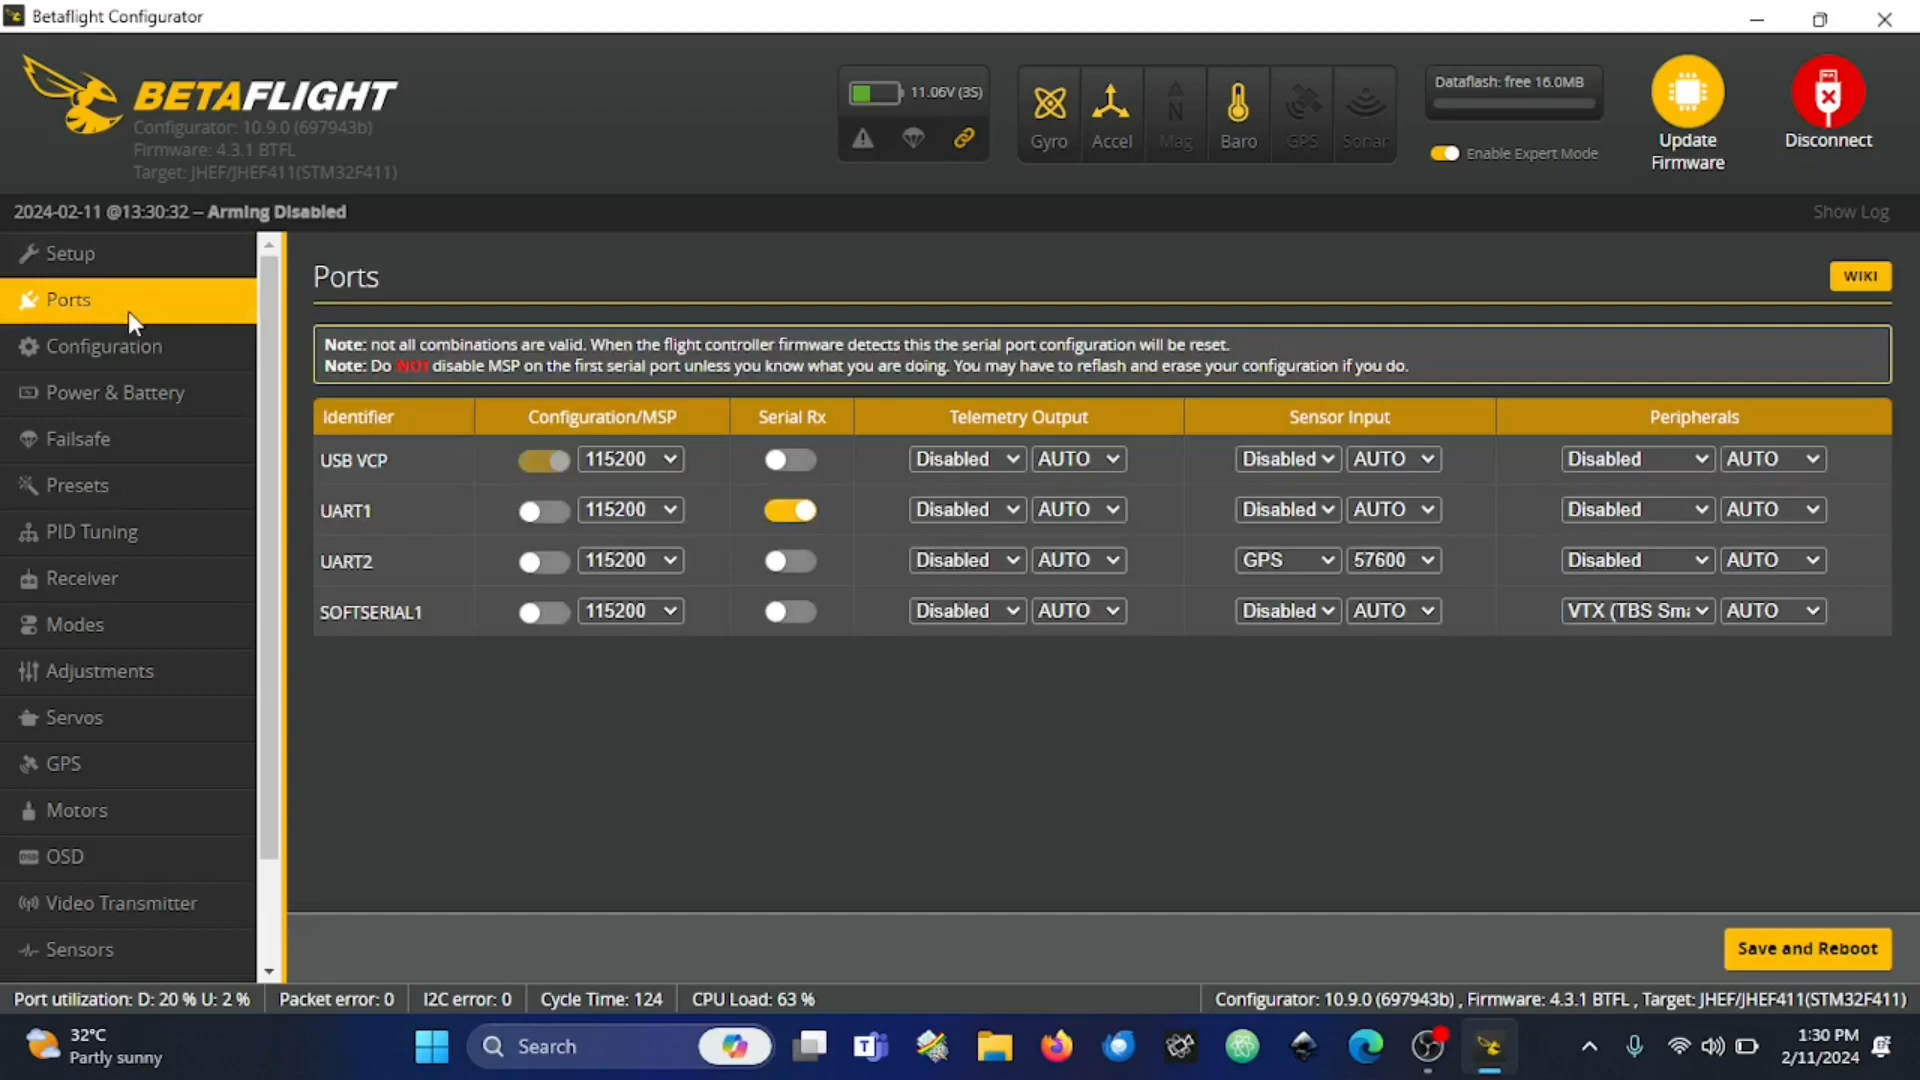 Betaflight Configurator
BETAFLIGHT
Configurator: 10.9.0 (697943b)
Firmware: 4.3.1 BTFL
Target: JHEF/JHEF411(STM32F411)
11.06V (3S)
Gyro
Accel
Mag
Baro
GPS
Sonar
Dataflash: free 16.0MB
Enable Expert Mode
Update
Firmware
Disconnect
2024-02-11 @13:30:32 -- Arming Disabled
Show Log
Setup
Ports
Configuration
Power & Battery
Failsafe
Presets
PID Tuning
Receiver
Modes
Adjustments
Servos
GPS
Motors
OSD
Video Transmitter
Sensors
Ports
WIKI
Note: not all combinations are valid. When the flight controller firmware detects this the serial port configuration will be reset.
Note: Do NOT disable MSP on the first serial port unless you know what you are doing. You may have to reflash and erase your configuration if you do.
Identifier Configuration/MSP Serial Rx Telemetry Output Sensor Input Peripherals
USB VCP 115200 Disabled AUTO Disabled AUTO Disabled AUTO
UART1 115200 Disabled AUTO Disabled AUTO Disabled AUTO
UART2 115200 Disabled AUTO GPS 57600 Disabled AUTO
SOFTSERIAL1 115200 Disabled AUTO Disabled AUTO VTX (TBS Sma AUTO
Save and Reboot
Port utilization: D: 20 % U: 2 % Packet error: 0 I2C error: 0 Cycle Time: 124 CPU Load: 63 % Configurator: 10.9.0 (697943b) , Firmware: 4.3.1 BTFL , Target: JHEF/JHEF411(STM32F411)
32°C
Partly sunny
Search
1:30 PM
2/11/2024